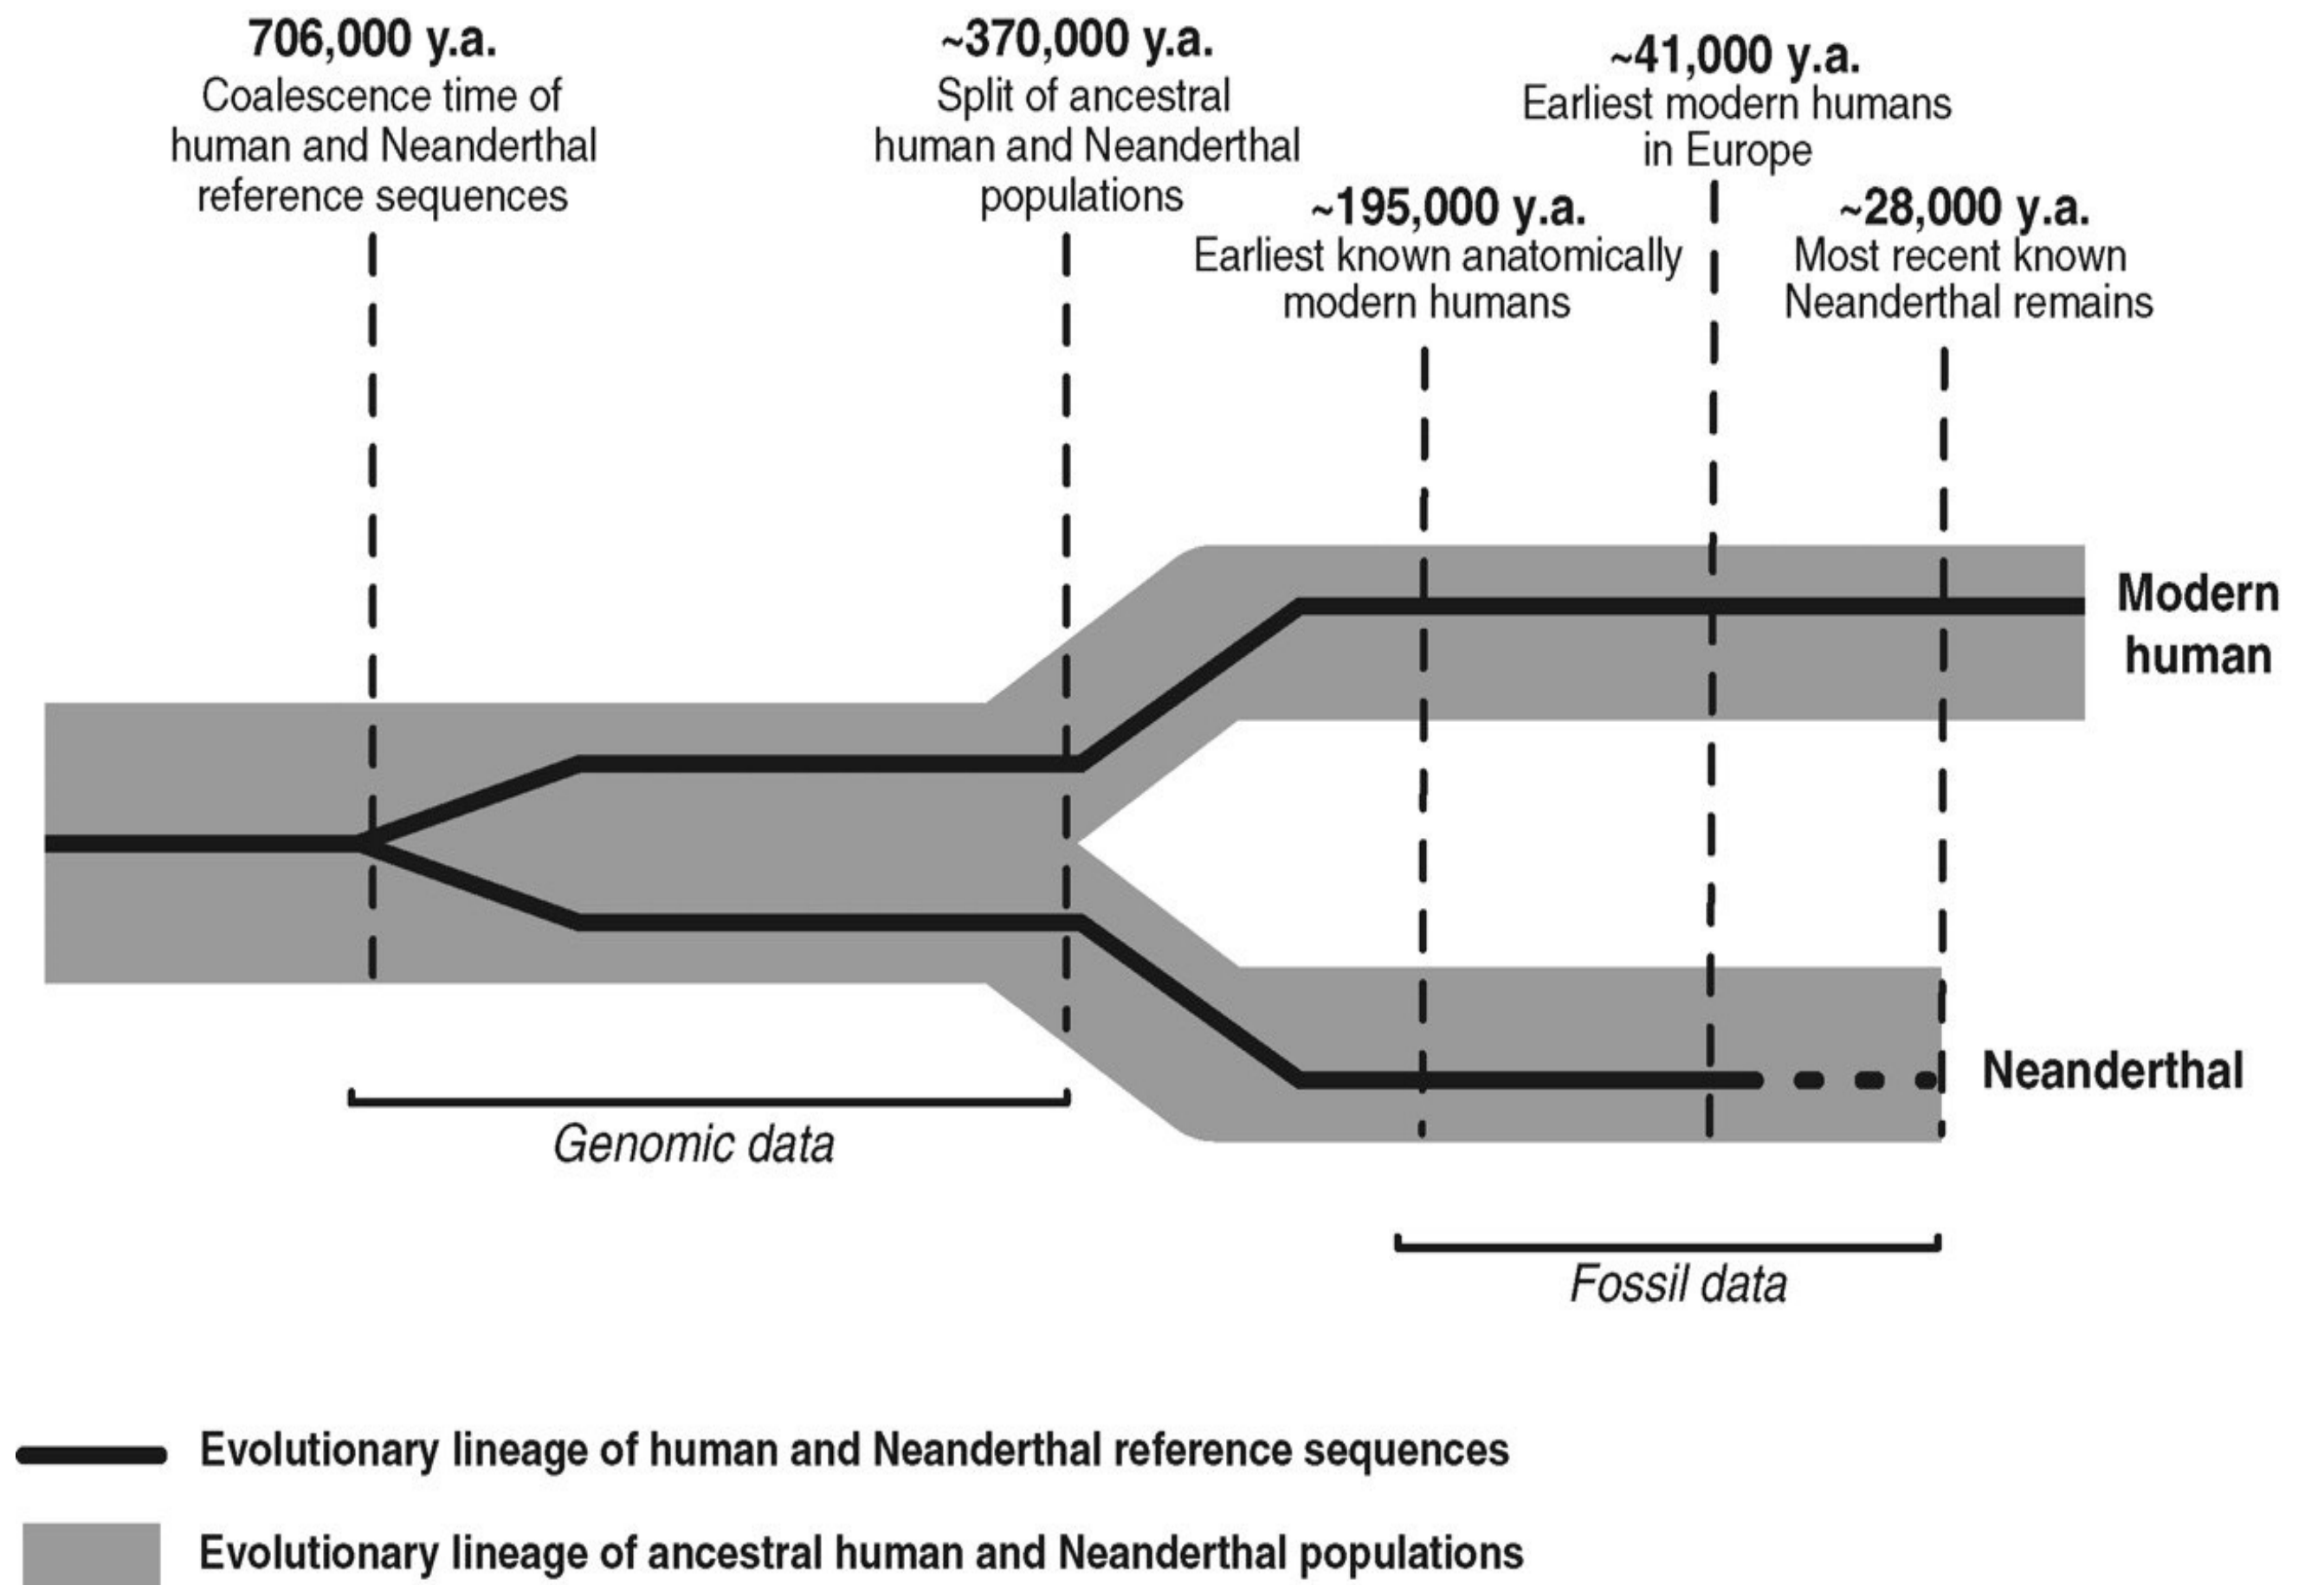 706,000 y.a.
Coalescence time of
human and Neanderthal
reference sequences
~370,000 y.a.
Split of ancestral
human and Neanderthal
populations
~195,000 y.a.
Earliest known anatomically
modern humans
~41,000 y.a.
Earliest modern humans
in Europe
~28,000 y.a.
Most recent known
Neanderthal remains
Modern
human
Neanderthal
Genomic data
Fossil data
Evolutionary lineage of human and Neanderthal reference sequences
Evolutionary lineage of ancestral human and Neanderthal populations